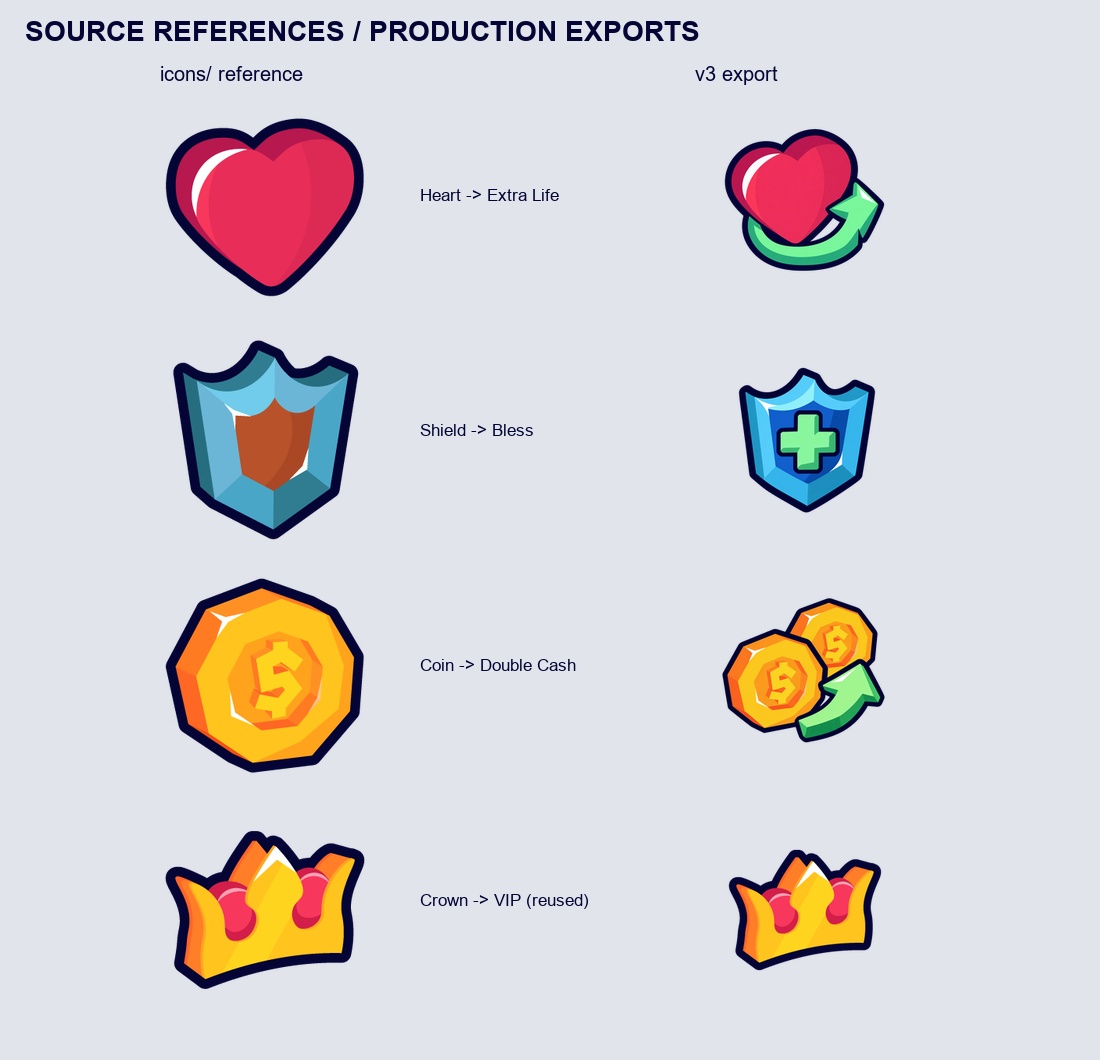 SOURCE REFERENCES / PRODUCTION EXPORTS
icons/ reference
v3 export
Heart -> Extra Life
Shield -> Bless
$
$
$
Coin -> Double Cash
Crown -> VIP (reused)